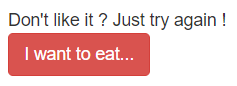 Don't like it ? Just try again !
I want to eat...